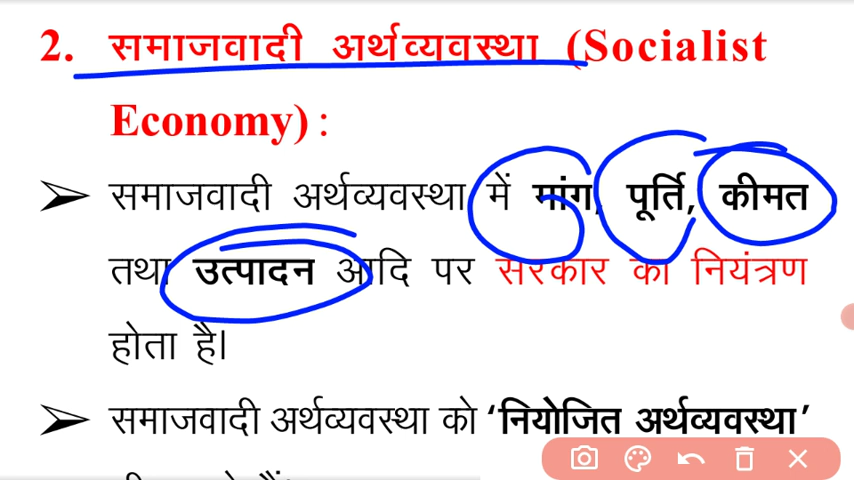 2. समाजवादी अर्थव्यवस्था (Socialist
Economy) :
➢ समाजवादी अर्थव्यवस्था में मांग, पूर्ति, कीमत
तथा उत्पादन आदि पर सरकार का नियंत्रण
होता है।
➢ समाजवादी अर्थव्यवस्था को ‘नियोजित अर्थव्यवस्था’